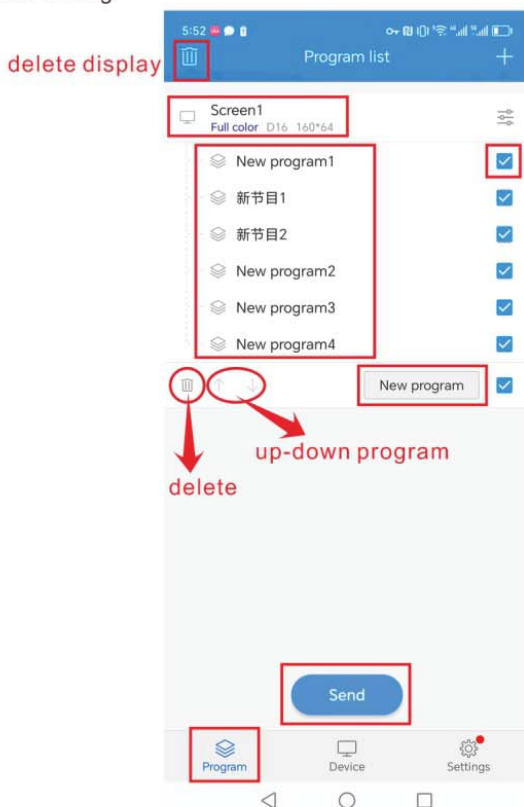 5:52
delete display
Program list
Screen1
Full color D16 160*64
New program1
新节目1
新节目2
New program2
New program3
New program4
New program
up-down program
delete
Send
Program
Device
Settings